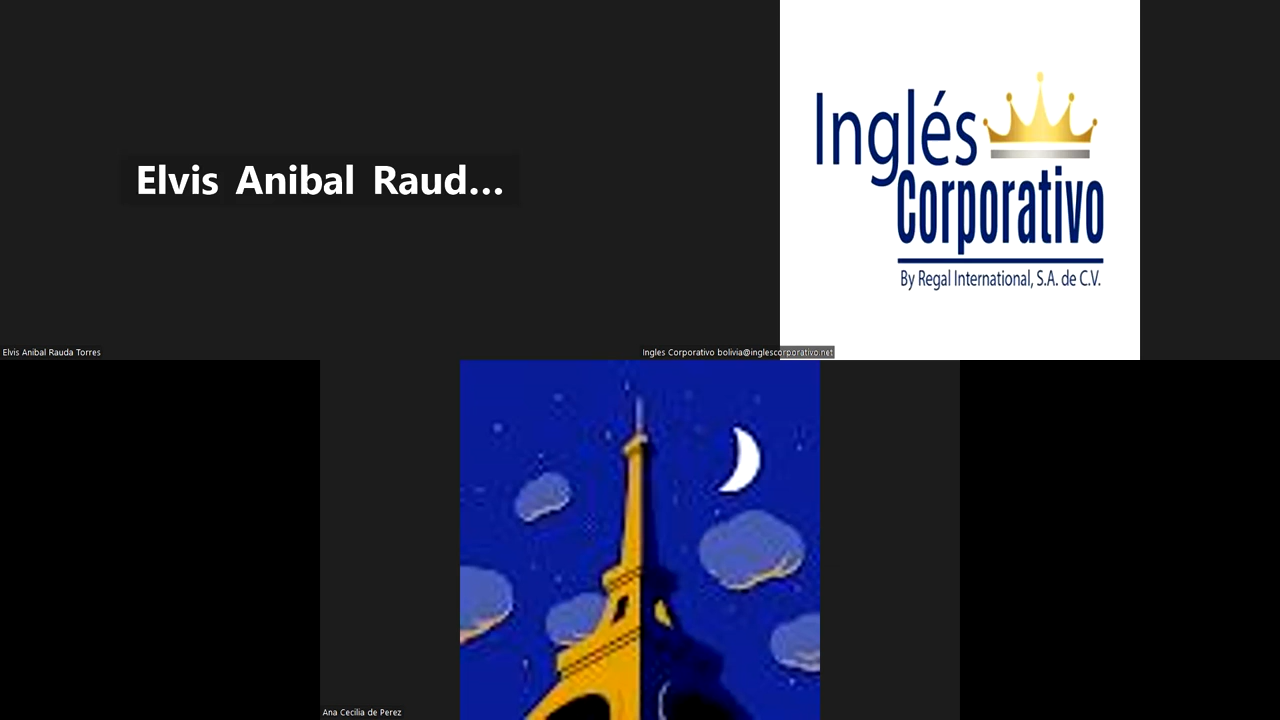 Elvis Anibal Raud...
Inglés
Corporativo
By Regal International, S.A. de C.V.
Elvis Anibal Rauda Torres
Ingles Corporativo bolivia@inglescorporativo.net
Ana Cecilia de Perez